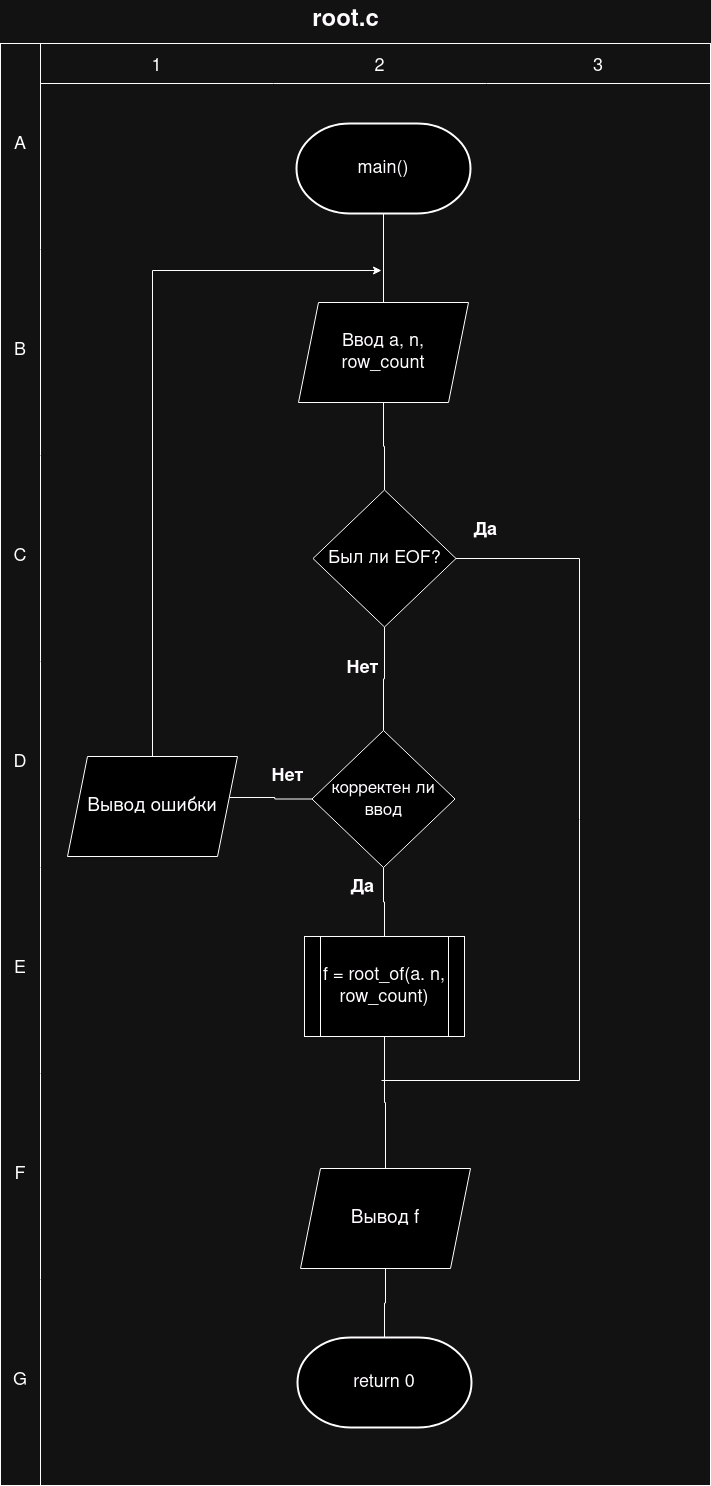 root.c
1 2 3
A
main()
B
Ввод a, n,
row_count
C
Был ли EOF?
Да
Нет
D
Вывод ошибки
Нет
корректен ли
ввод
Да
E
f = root_of(a. n,
row_count)
F
Вывод f
G
return 0